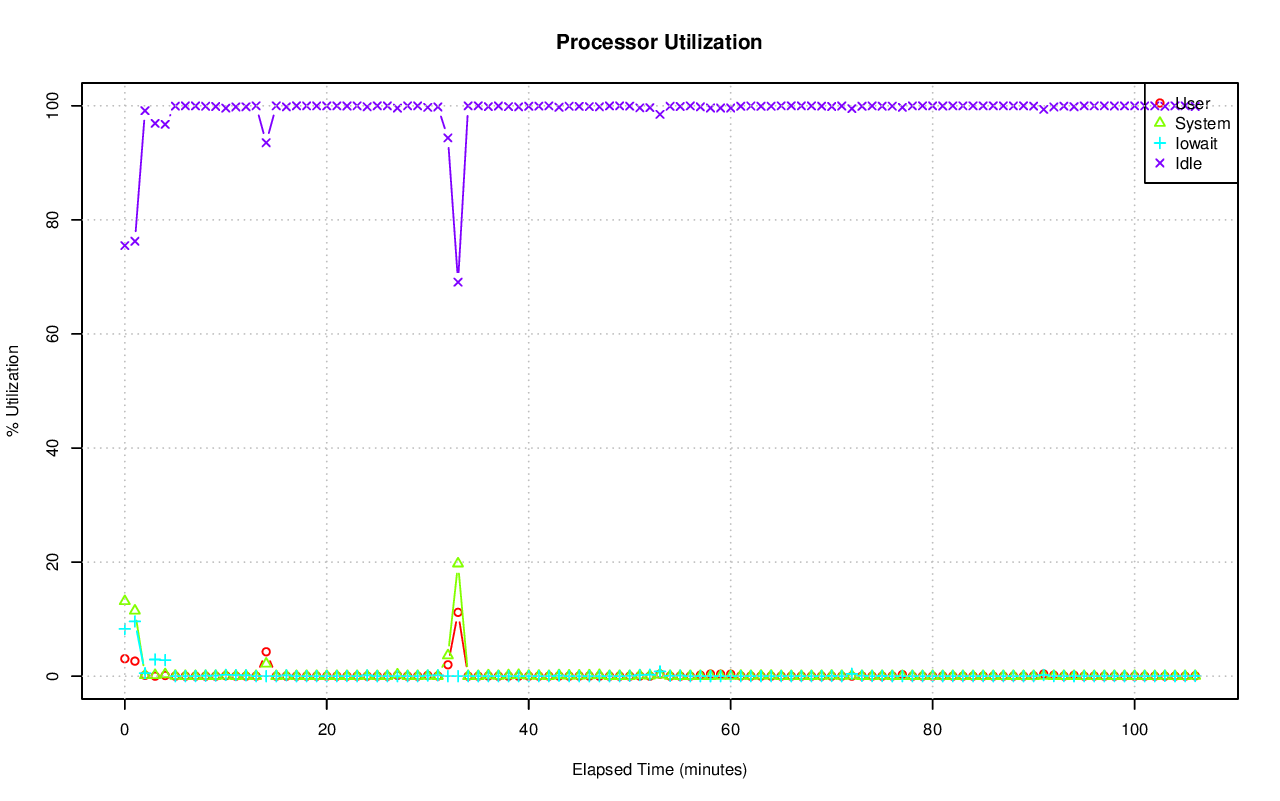 Processor Utilization
100
80
60
40
20
0
% Utilization
User
System
Iowait
Idle
0 20 40 60 80 100
Elapsed Time (minutes)